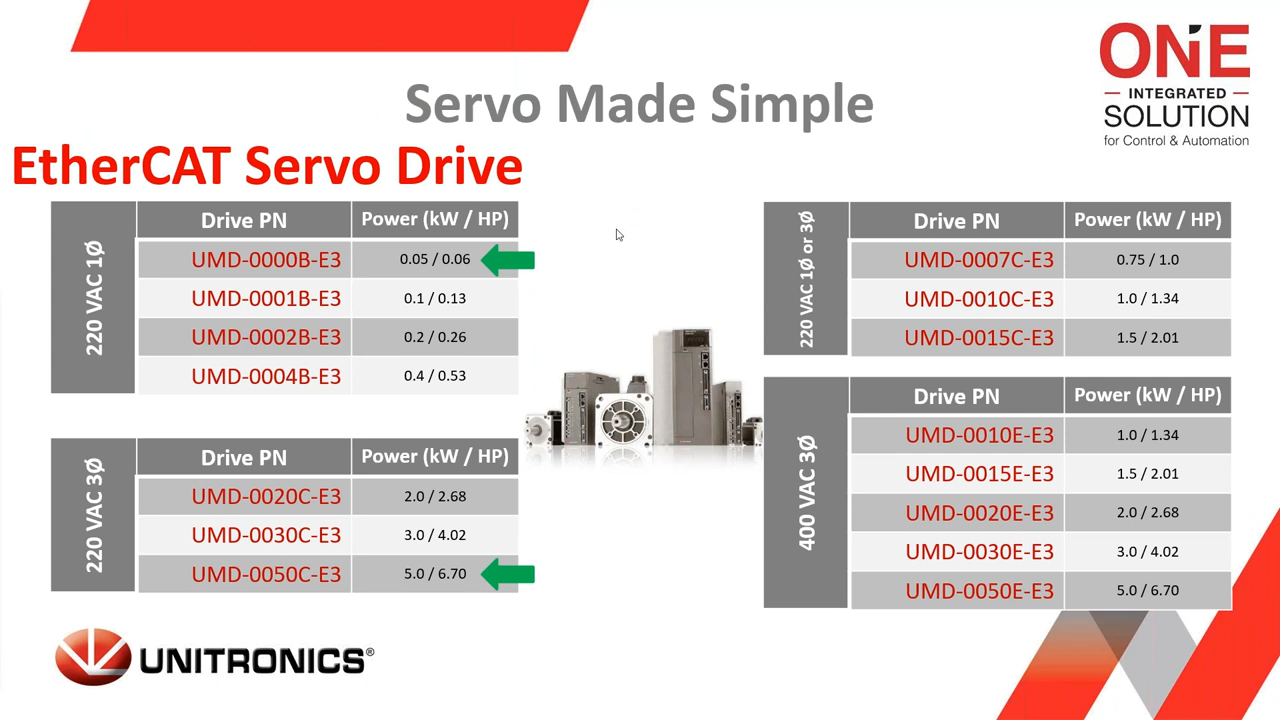 ONE
INTEGRATED
SOLUTION
for Control & Automation
Servo Made Simple
EtherCAT Servo Drive
220 VAC 1Ø
Drive PN Power (kW / HP)
UMD-0000B-E3 0.05 / 0.06
UMD-0001B-E3 0.1 / 0.13
UMD-0002B-E3 0.2 / 0.26
UMD-0004B-E3 0.4 / 0.53
220 VAC 3Ø
Drive PN Power (kW / HP)
UMD-0020C-E3 2.0 / 2.68
UMD-0030C-E3 3.0 / 4.02
UMD-0050C-E3 5.0 / 6.70
220 VAC 1Ø or 3Ø
Drive PN Power (kW / HP)
UMD-0007C-E3 0.75 / 1.0
UMD-0010C-E3 1.0 / 1.34
UMD-0015C-E3 1.5 / 2.01
400 VAC 3Ø
Drive PN Power (kW / HP)
UMD-0010E-E3 1.0 / 1.34
UMD-0015E-E3 1.5 / 2.01
UMD-0020E-E3 2.0 / 2.68
UMD-0030E-E3 3.0 / 4.02
UMD-0050E-E3 5.0 / 6.70
UNITRONICS®